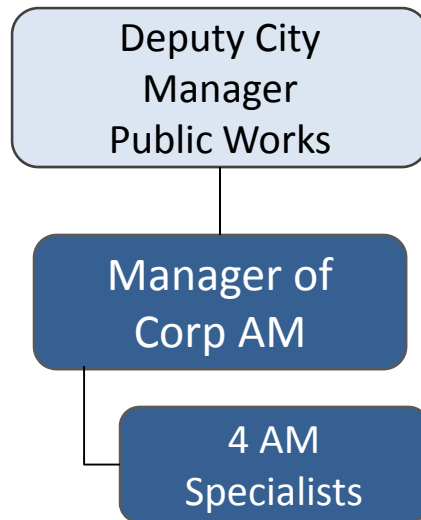 Deputy City
Manager
Public Works
Manager of
Corp AM
4 AM
Specialists